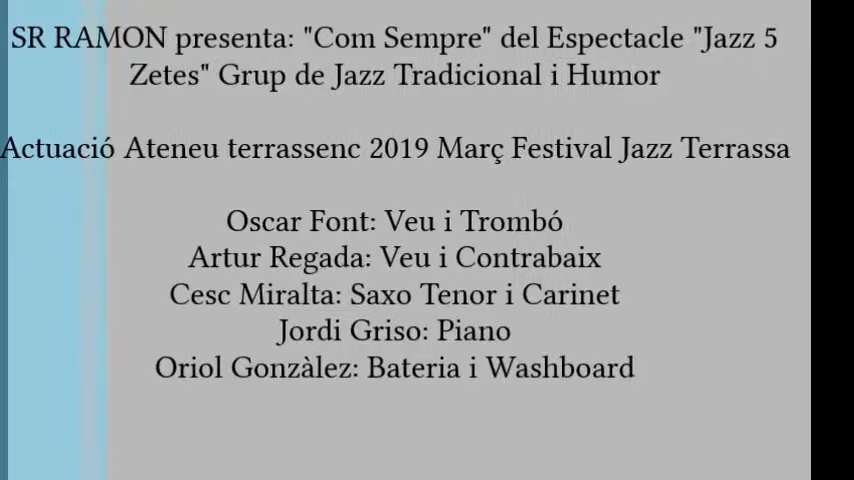 SR RAMON presenta: "Com Sempre" del Espectacle "Jazz 5
Zetes" Grup de Jazz Tradicional i Humor
Actuació Ateneu terrassenc 2019 Març Festival Jazz Terrassa
Oscar Font: Veu i Trombó
Artur Regada: Veu i Contrabaix
Cesc Miralta: Saxo Tenor i Carinet
Jordi Griso: Piano
Oriol Gonzàlez: Bateria i Washboard